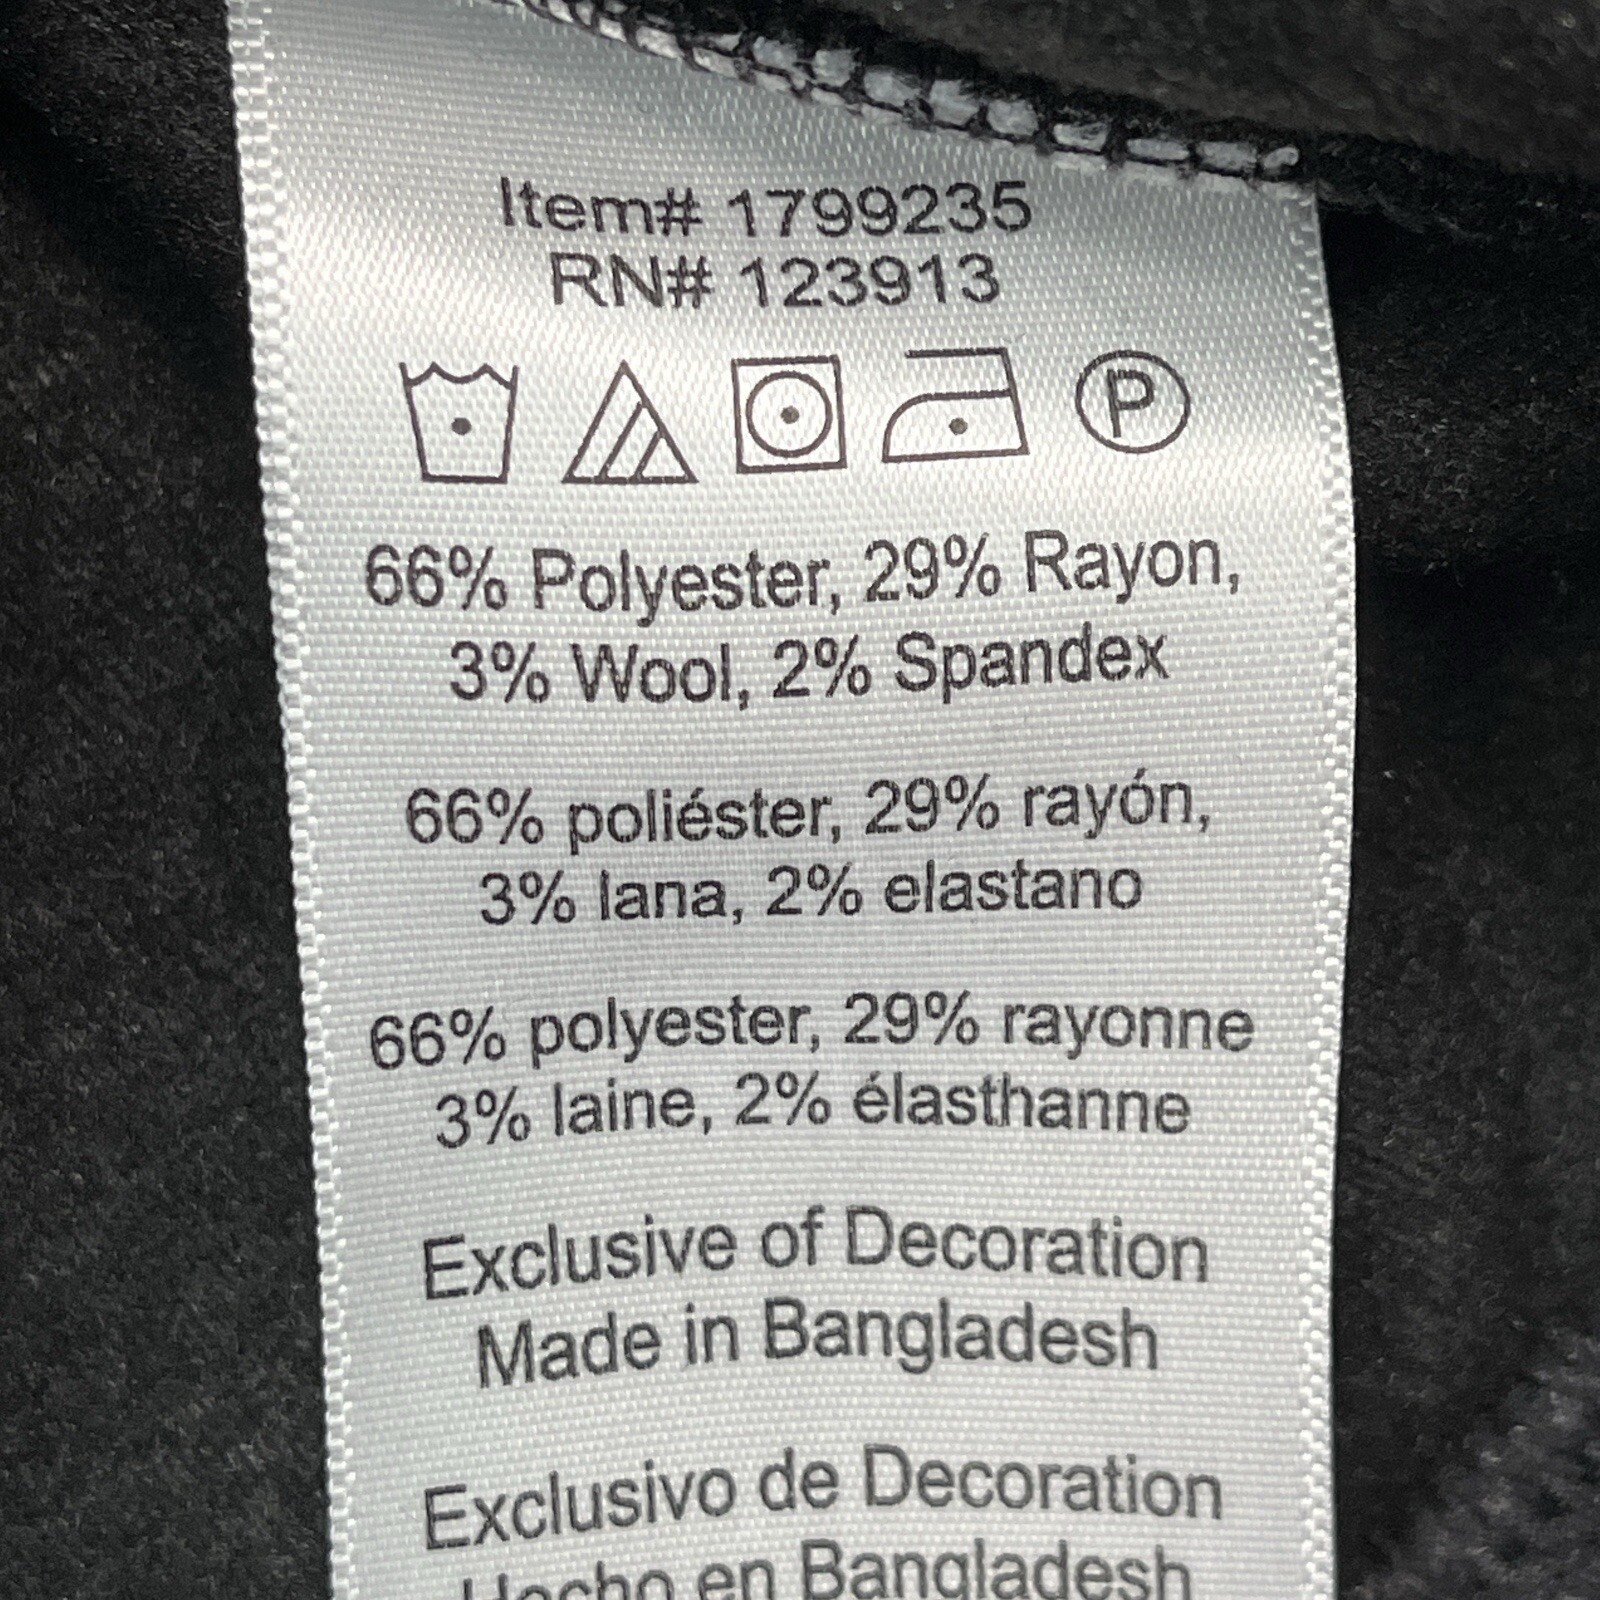 Item# 1799235
RN# 123913
P
66% Polyester, 29% Rayon,
3% Wool, 2% Spandex
66% poliéster, 29% rayón,
3% lana, 2% elastano
66% polyester, 29% rayonne
3% laine, 2% élasthanne
Exclusive of Decoration
Made in Bangladesh
Exclusivo de Decoration
Hecho en Bangladesh